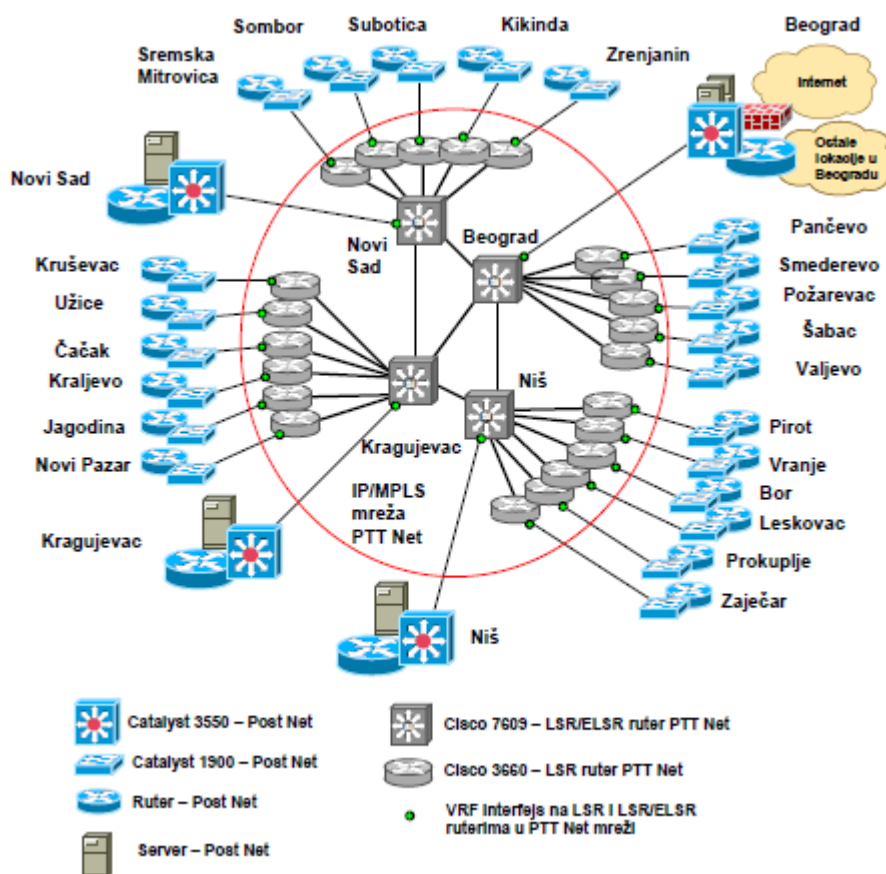 Sombor
Subotica
Kikinda
Beograd
Sremska
Mitrovica
Zrenjanin
Internet
Ostale
lokacije u
Beogradu
Novi Sad
Novi
Sad
Beograd
Pančevo
Smederevo
Požarevac
Šabac
Valjevo
Kruševac
Užice
Čačak
Kraljevo
Jagodina
Novi Pazar
Niš
Kragujevac
Pirot
Vranje
Bor
Leskovac
Prokuplje
Zaječar
IP/MPLS
mreža
PTT Net
Kragujevac
Niš
Catalyst 3550 – Post Net
Catalyst 1900 – Post Net
Ruter – Post Net
Server – Post Net
Cisco 7609 – LSR/ELSR ruter PTT Net
Cisco 3660 – LSR ruter PTT Net
VRF interfejs na LSR i LSR/ELSR
ruterima u PTT Net mreži